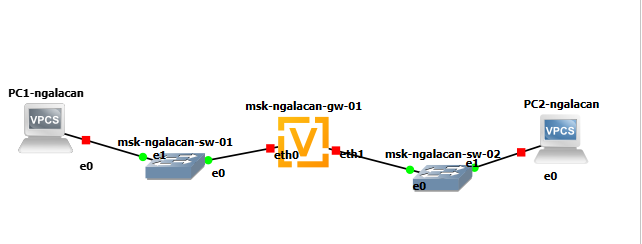 PC1-ngalacan
VPCS
e0
msk-ngalacan-sw-01
e1
e0
msk-ngalacan-gw-01
V
eth0
eth1
msk-ngalacan-sw-02
e0
e1
PC2-ngalacan
VPCS
e0